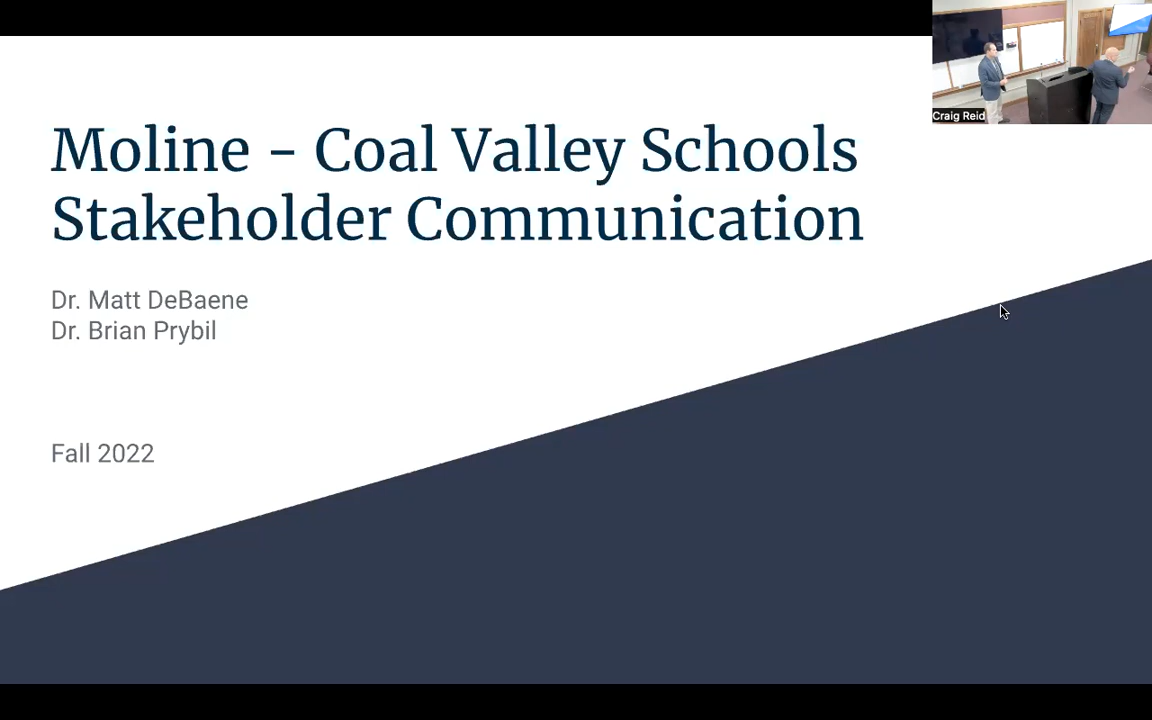 Moline - Coal Valley Schools
Stakeholder Communication
Dr. Matt DeBaene
Dr. Brian Prybil
Fall 2022
Craig Reid